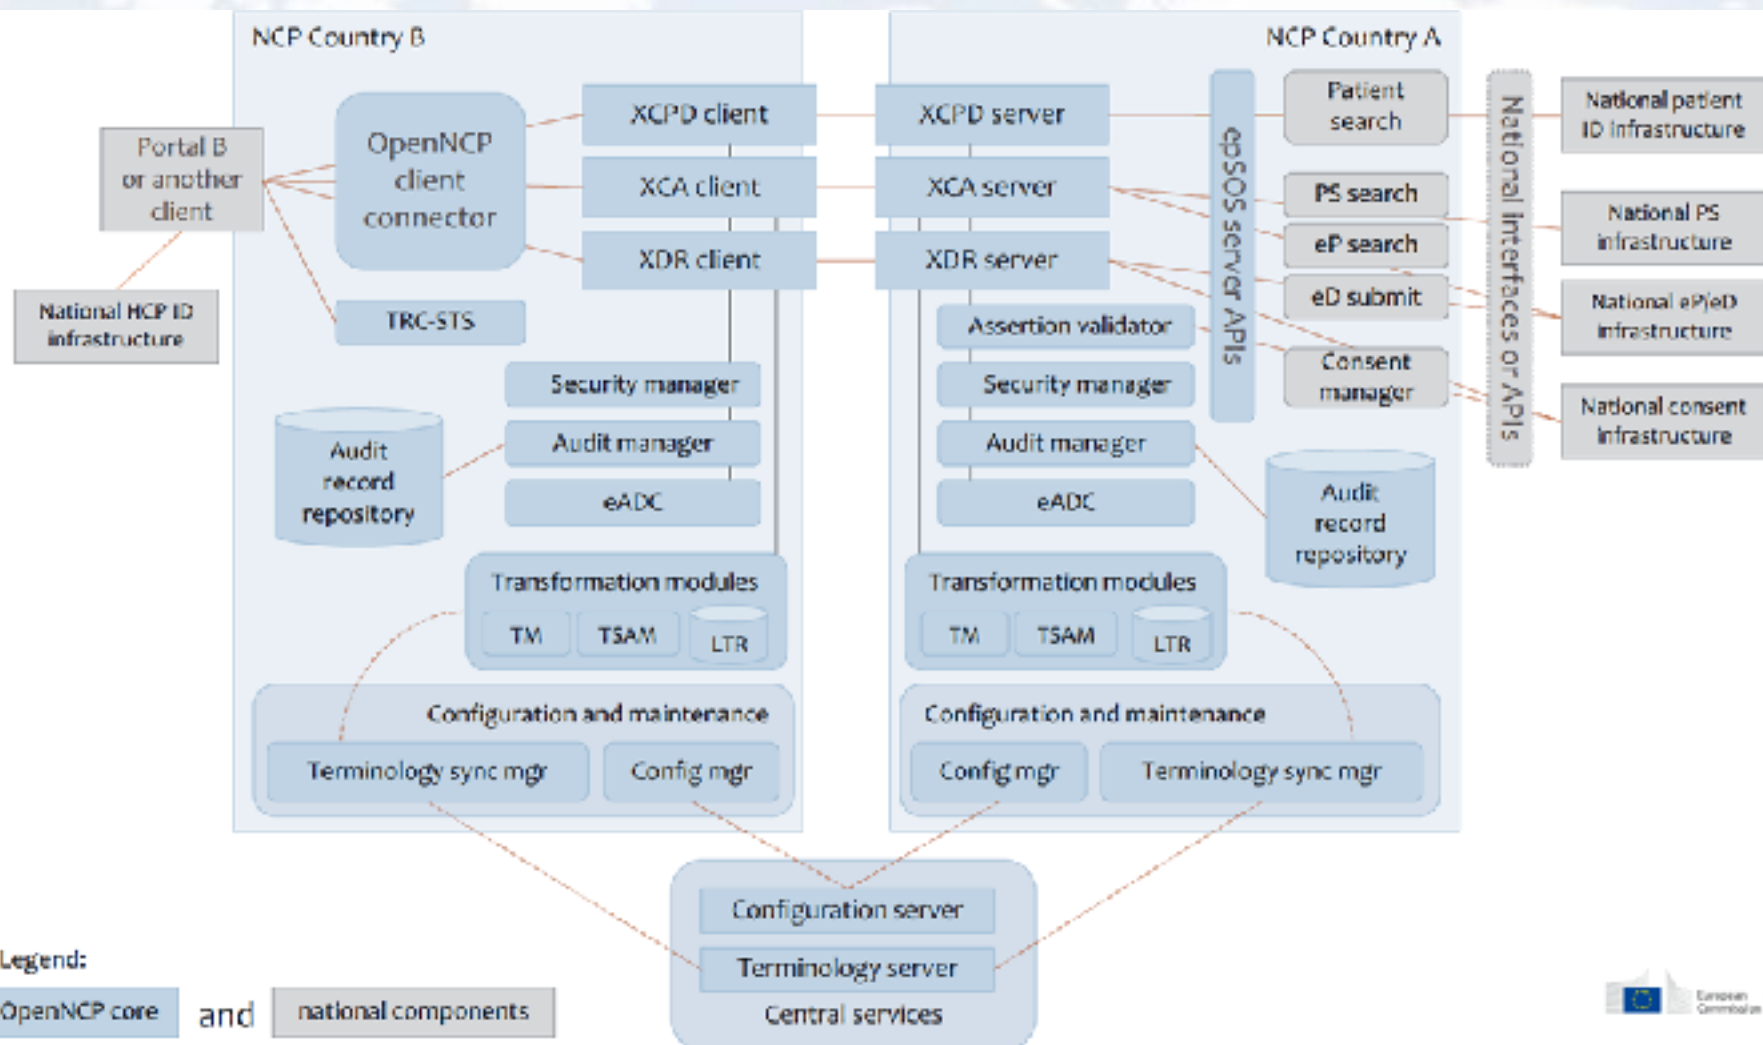 NCP Country B
NCP Country A
Portal B
or another
client
National HCP ID
infrastructure
OpenNCP
client
connector
TRC-STS
XCPD client
XCA client
XDR client
XCPD server
XCA server
XDR server
Security manager
Audit manager
eADC
Audit
record
repository
Assertion validator
Security manager
Audit manager
eADC
Audit
record
repository
epSOS server APIs
Patient
search
PS search
eP search
eD submit
Consent
manager
National interfaces or APIs
National patient
ID infrastructure
National PS
infrastructure
National eP/eD
infrastructure
National consent
infrastructure
Transformation modules
TM
TSAM
LTR
Transformation modules
TM
TSAM
LTR
Configuration and maintenance
Terminology sync mgr
Config mgr
Configuration and maintenance
Config mgr
Terminology sync mgr
Configuration server
Terminology server
Central services
Legend:
OpenNCP core
and
national components
European
Commission